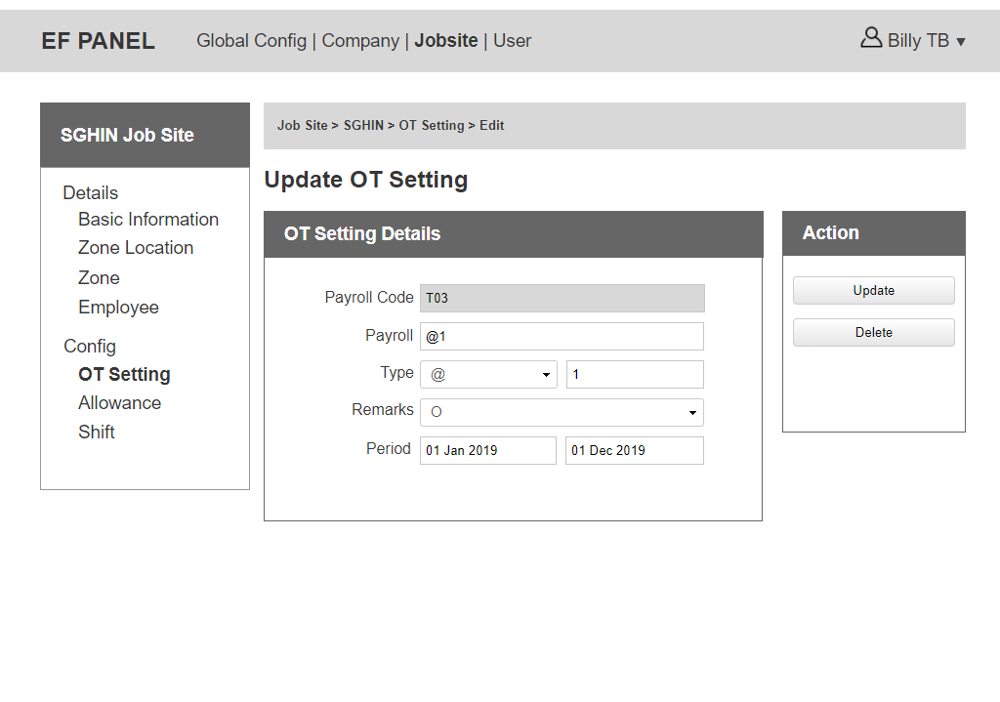 EF PANEL
Global Config | Company | Jobsite | User
Billy TB ▼
SGHIN Job Site
Details
Basic Information
Zone Location
Zone
Employee
Config
OT Setting
Allowance
Shift
Job Site > SGHIN > OT Setting > Edit
Update OT Setting
OT Setting Details
Payroll Code T03
Payroll @1
Type @ 1
Remarks O
Period 01 Jan 2019 01 Dec 2019
Action
Update
Delete